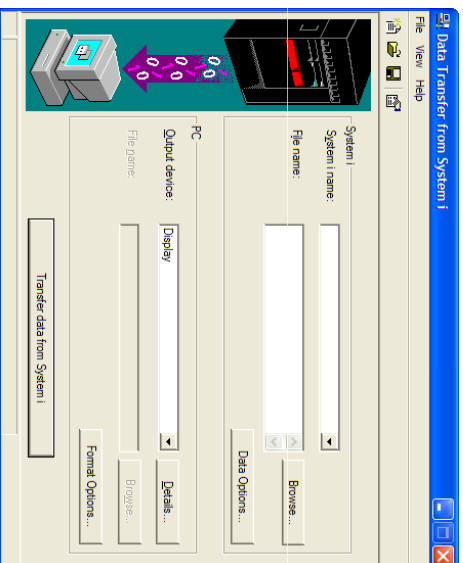 Data Transfer from System i
File View Help
System i
System i name:
File name:
Browse...
Data Options...
PC
Output device:
Display
Details...
File name:
Browse...
Format Options...
Transfer data from System i